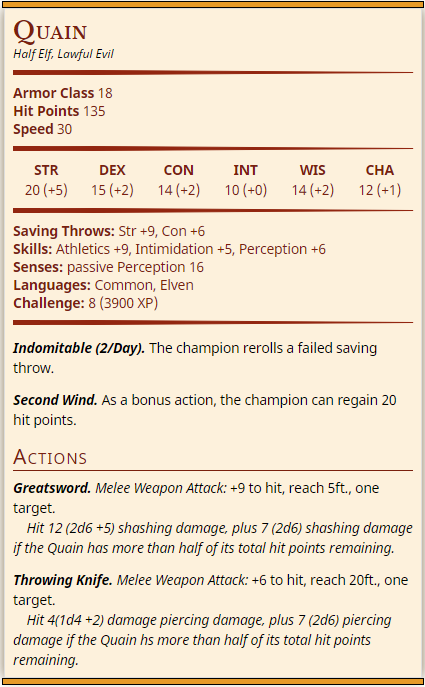 Quain
Half Elf, Lawful Evil
Armor Class 18
Hit Points 135
Speed 30
STR DEX CON INT WIS CHA
20 (+5) 15 (+2) 14 (+2) 10 (+0) 14 (+2) 12 (+1)
Saving Throws: Str +9, Con +6
Skills: Athletics +9, Intimidation +5, Perception +6
Senses: passive Perception 16
Languages: Common, Elven
Challenge: 8 (3900 XP)
Indomitable (2/Day). The champion rerolls a failed saving
throw.
Second Wind. As a bonus action, the champion can regain 20
hit points.
Actions
Greatsword. Melee Weapon Attack: +9 to hit, reach 5ft., one
target.
Hit 12 (2d6 +5) shashing damage, plus 7 (2d6) shashing damage
if the Quain has more than half of its total hit points remaining.
Throwing Knife. Melee Weapon Attack: +6 to hit, reach 20ft., one
target.
Hit 4(1d4 +2) damage piercing damage, plus 7 (2d6) piercing
damage if the Quain hs more than half of its total hit points
remaining.